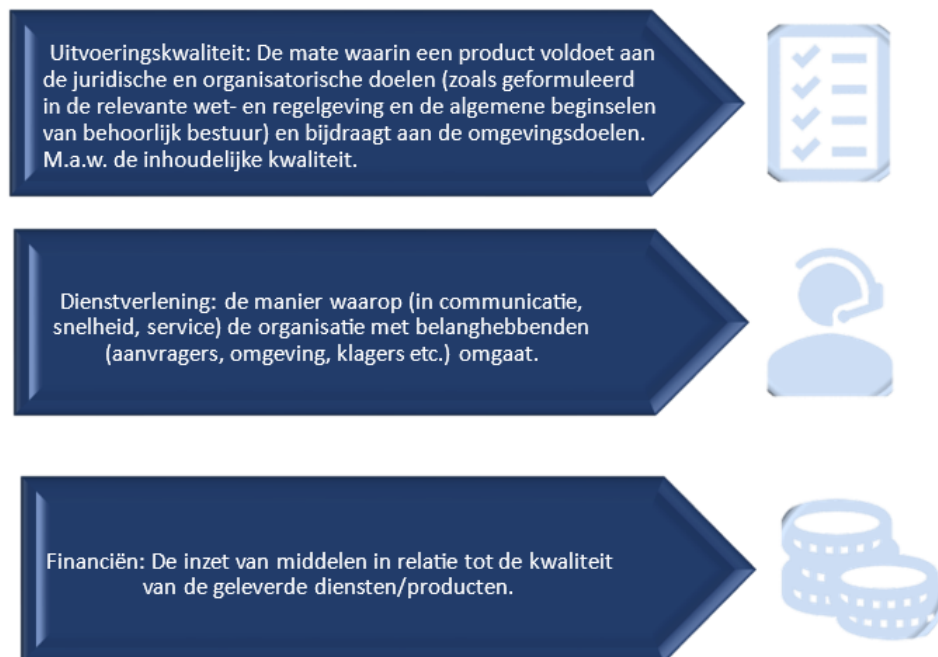 Uitvoeringskwaliteit: De mate waarin een product voldoet aan
de juridische en organisatorische doelen (zoals geformuleerd
in de relevante wet- en regelgeving en de algemene beginselen
van behoorlijk bestuur) en bijdraagt aan de omgevingsdoelen.
M.a.w. de inhoudelijke kwaliteit.
Dienstverlening: de manier waarop (in communicatie,
snelheid, service) de organisatie met belanghebbenden
(aanvragers, omgeving, klagers etc.) omgaat.
Financiën: De inzet van middelen in relatie tot de kwaliteit
van de geleverde diensten/producten.